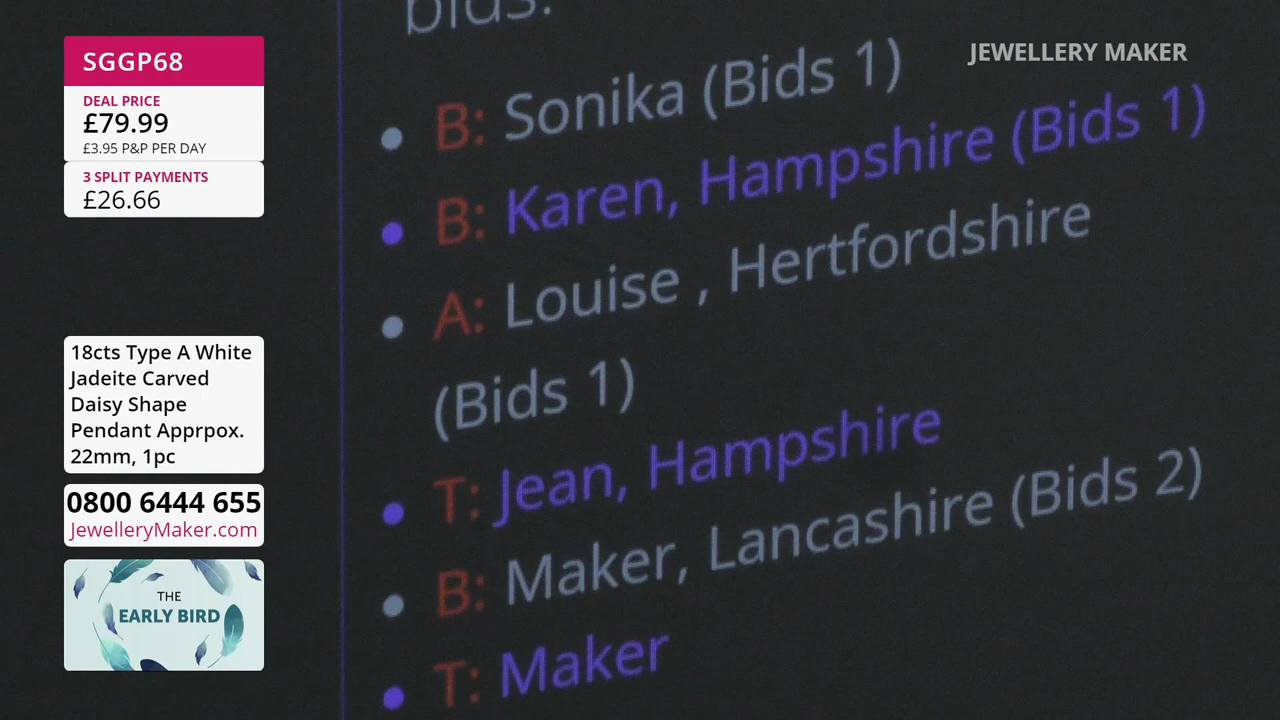 SGGP68
DEAL PRICE
£79.99
£3.95 P&P PER DAY
3 SPLIT PAYMENTS
£26.66
18cts Type A White
Jadeite Carved
Daisy Shape
Pendant Apprpox.
22mm, 1pc
0800 6444 655
JewelleryMaker.com
THE
EARLY BIRD
JEWELLERY MAKER
bids:
B: Sonika (Bids 1)
B: Karen, Hampshire (Bids 1)
A: Louise , Hertfordshire
(Bids 1)
T: Jean, Hampshire
B: Maker, Lancashire (Bids 2)
T: Maker